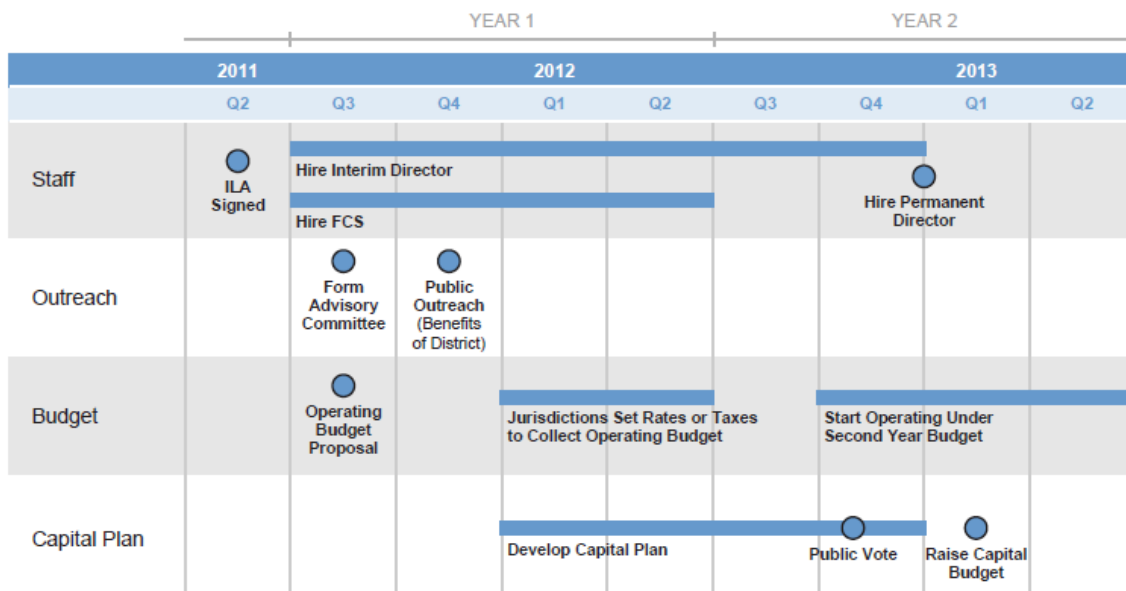 YEAR 1 YEAR 2
2011 2012 2013
Q2 Q3 Q4 Q1 Q2 Q3 Q4 Q1 Q2
Staff
ILA
Signed
Hire Interim Director
Hire FCS
Hire Permanent
Director
Outreach
Form
Advisory
Committee
Public
Outreach
(Benefits
of District)
Budget
Operating
Budget
Proposal
Jurisdictions Set Rates or Taxes
to Collect Operating Budget
Start Operating Under
Second Year Budget
Capital Plan
Develop Capital Plan
Public Vote
Raise Capital
Budget